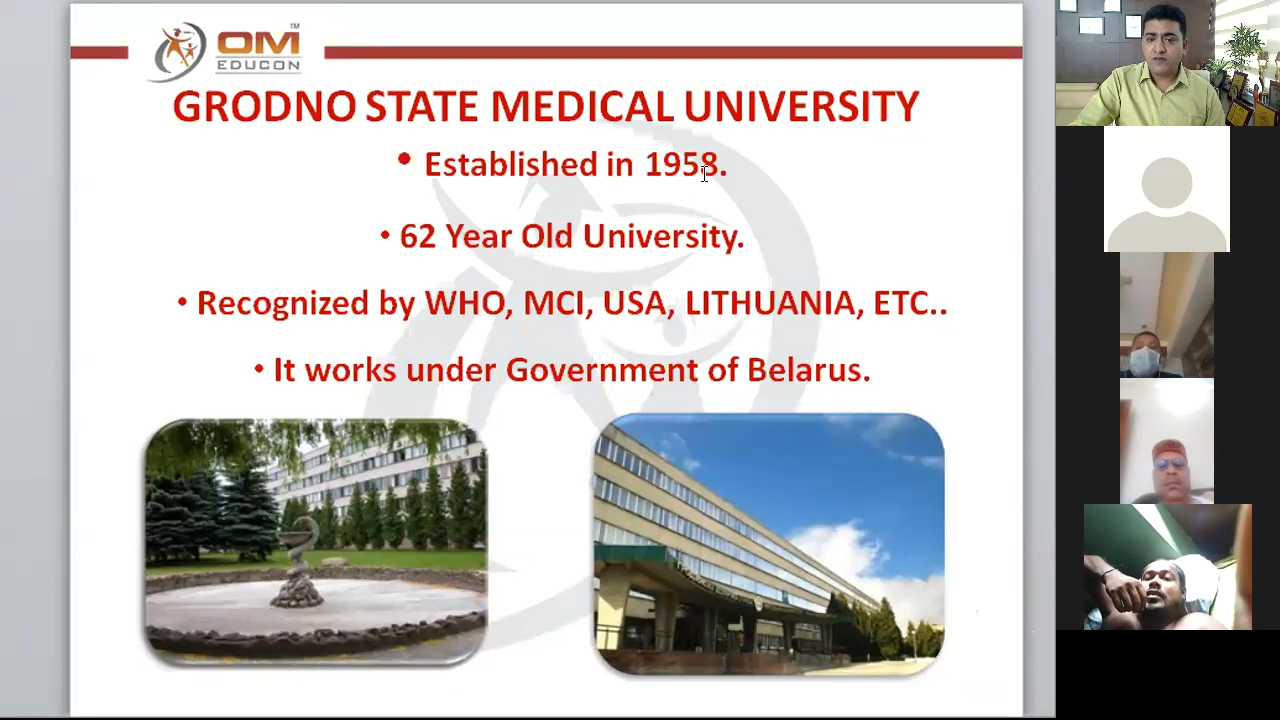 OM ™
EDUCON
GRODNO STATE MEDICAL UNIVERSITY
• Established in 1958.
• 62 Year Old University.
• Recognized by WHO, MCI, USA, LITHUANIA, ETC..
• It works under Government of Belarus.